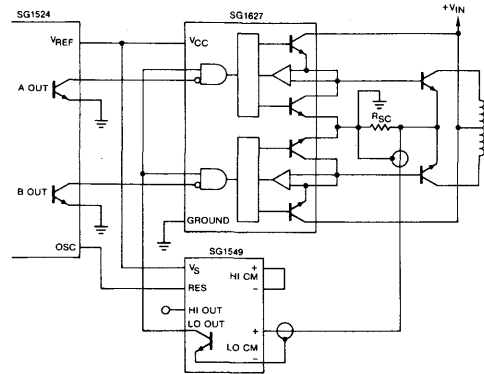 SG1524
SG1627
+VIN
VREF
VCC
A OUT
RSC
B OUT
GROUND
OSC
SG1549
VS
+
HI CM
RES
-
HI OUT
LO OUT
+
LO CM
-